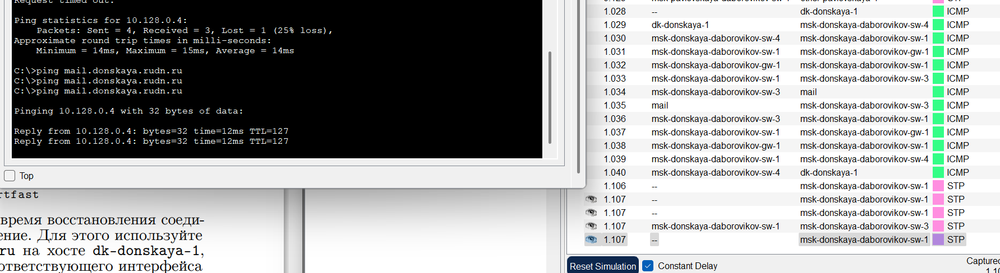 Request timed out.
Ping statistics for 10.128.0.4:
Packets: Sent = 4, Received = 3, Lost = 1 (25% loss),
Approximate round trip times in milli-seconds:
Minimum = 14ms, Maximum = 15ms, Average = 14ms
C:\>ping mail.donskaya.rudn.ru
C:\>ping mail.donskaya.rudn.ru
C:\>ping mail.donskaya.rudn.ru
Pinging 10.128.0.4 with 32 bytes of data:
Reply from 10.128.0.4: bytes=32 time=12ms TTL=127
Reply from 10.128.0.4: bytes=32 time=12ms TTL=127
Top
rtfast
время восстановления соеди-
ение. Для этого используйте
ru на хосте dk-donskaya-1,
ответствующего интерфейса
1.028 -- dk-donskaya-1 ICMP
1.029 dk-donskaya-1 msk-donskaya-daborovikov-sw-4 ICMP
1.030 msk-donskaya-daborovikov-sw-4 msk-donskaya-daborovikov-sw-1 ICMP
1.031 msk-donskaya-daborovikov-sw-1 msk-donskaya-daborovikov-gw-1 ICMP
1.032 msk-donskaya-daborovikov-gw-1 msk-donskaya-daborovikov-sw-1 ICMP
1.033 msk-donskaya-daborovikov-sw-1 msk-donskaya-daborovikov-sw-3 ICMP
1.034 msk-donskaya-daborovikov-sw-3 mail ICMP
1.035 mail msk-donskaya-daborovikov-sw-3 ICMP
1.036 msk-donskaya-daborovikov-sw-3 msk-donskaya-daborovikov-sw-1 ICMP
1.037 msk-donskaya-daborovikov-sw-1 msk-donskaya-daborovikov-gw-1 ICMP
1.038 msk-donskaya-daborovikov-gw-1 msk-donskaya-daborovikov-sw-1 ICMP
1.039 msk-donskaya-daborovikov-sw-1 msk-donskaya-daborovikov-sw-4 ICMP
1.040 msk-donskaya-daborovikov-sw-4 dk-donskaya-1 ICMP
1.106 -- msk-donskaya-daborovikov-sw-1 STP
1.107 -- msk-donskaya-daborovikov-sw-1 STP
1.107 -- msk-donskaya-daborovikov-sw-1 STP
1.107 msk-donskaya-daborovikov-sw-1 msk-donskaya-daborovikov-sw-3 STP
1.107 -- msk-donskaya-daborovikov-sw-1 STP
Reset Simulation Constant Delay Captured